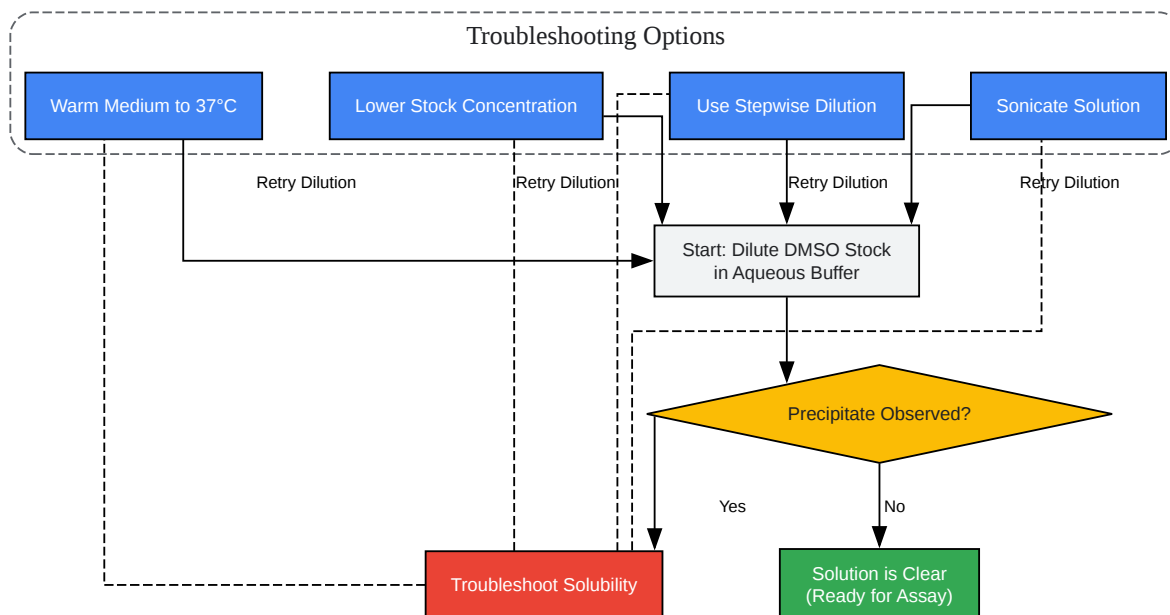 Troubleshooting Options
Warm Medium to 37°C
Lower Stock Concentration
Use Stepwise Dilution
Sonicate Solution
Retry Dilution
Retry Dilution
Retry Dilution
Retry Dilution
Start: Dilute DMSO Stock
in Aqueous Buffer
Precipitate Observed?
Yes
No
Troubleshoot Solubility
Solution is Clear
(Ready for Assay)